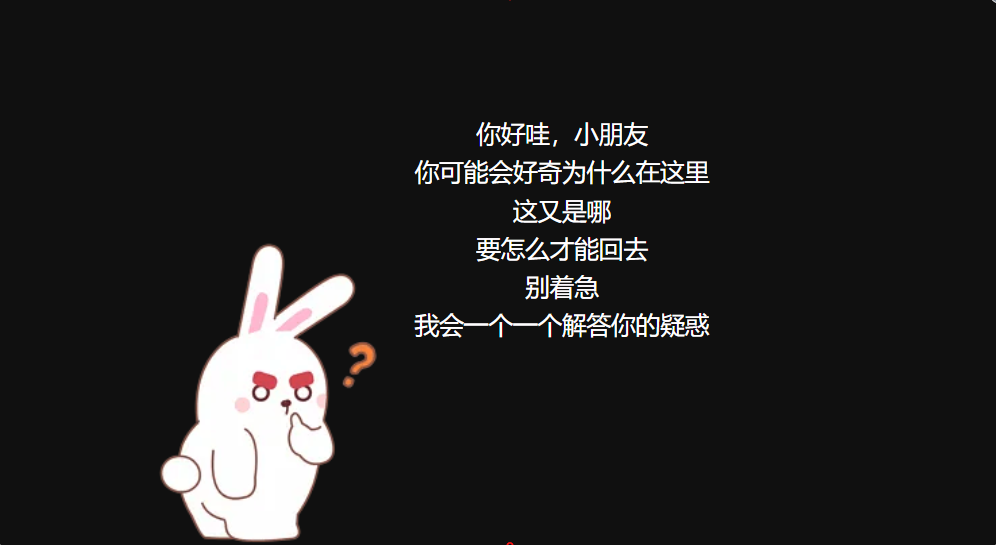 你好哇，小朋友
你可能会好奇为什么在这里
这又是哪
要怎么才能回去
别着急
我会一个一个解答你的疑惑
?